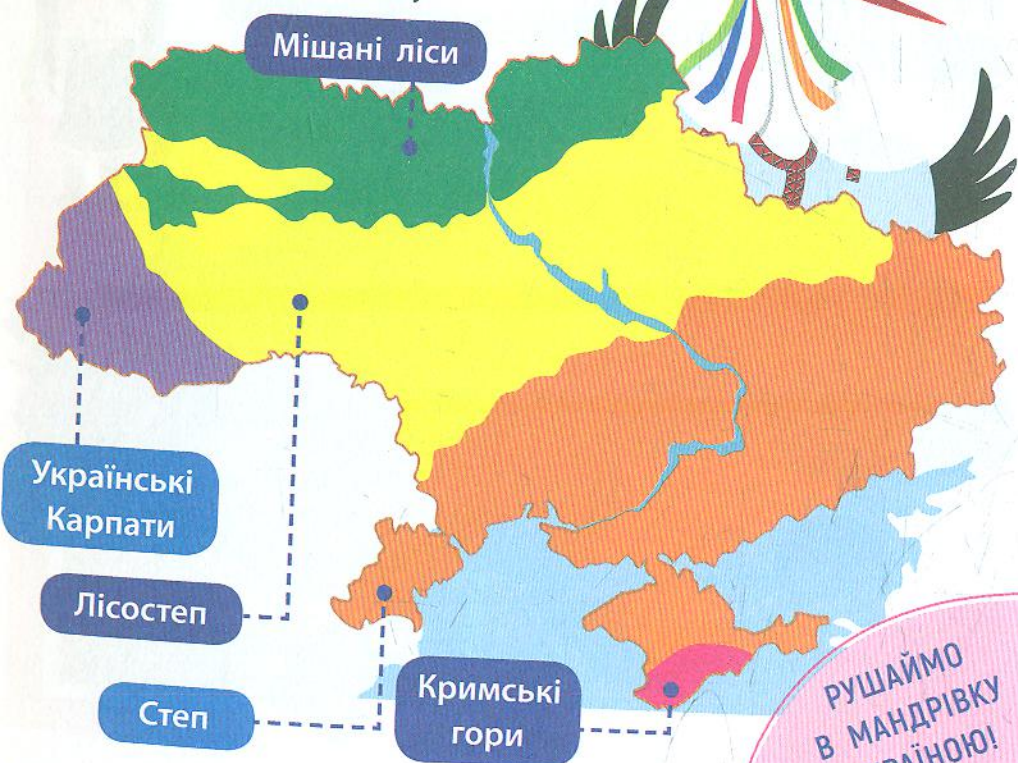 Мішані ліси
Українські
Карпати
Лісостеп
Степ
Кримські
гори
РУШАЙМО
В МАНДРІВКУ